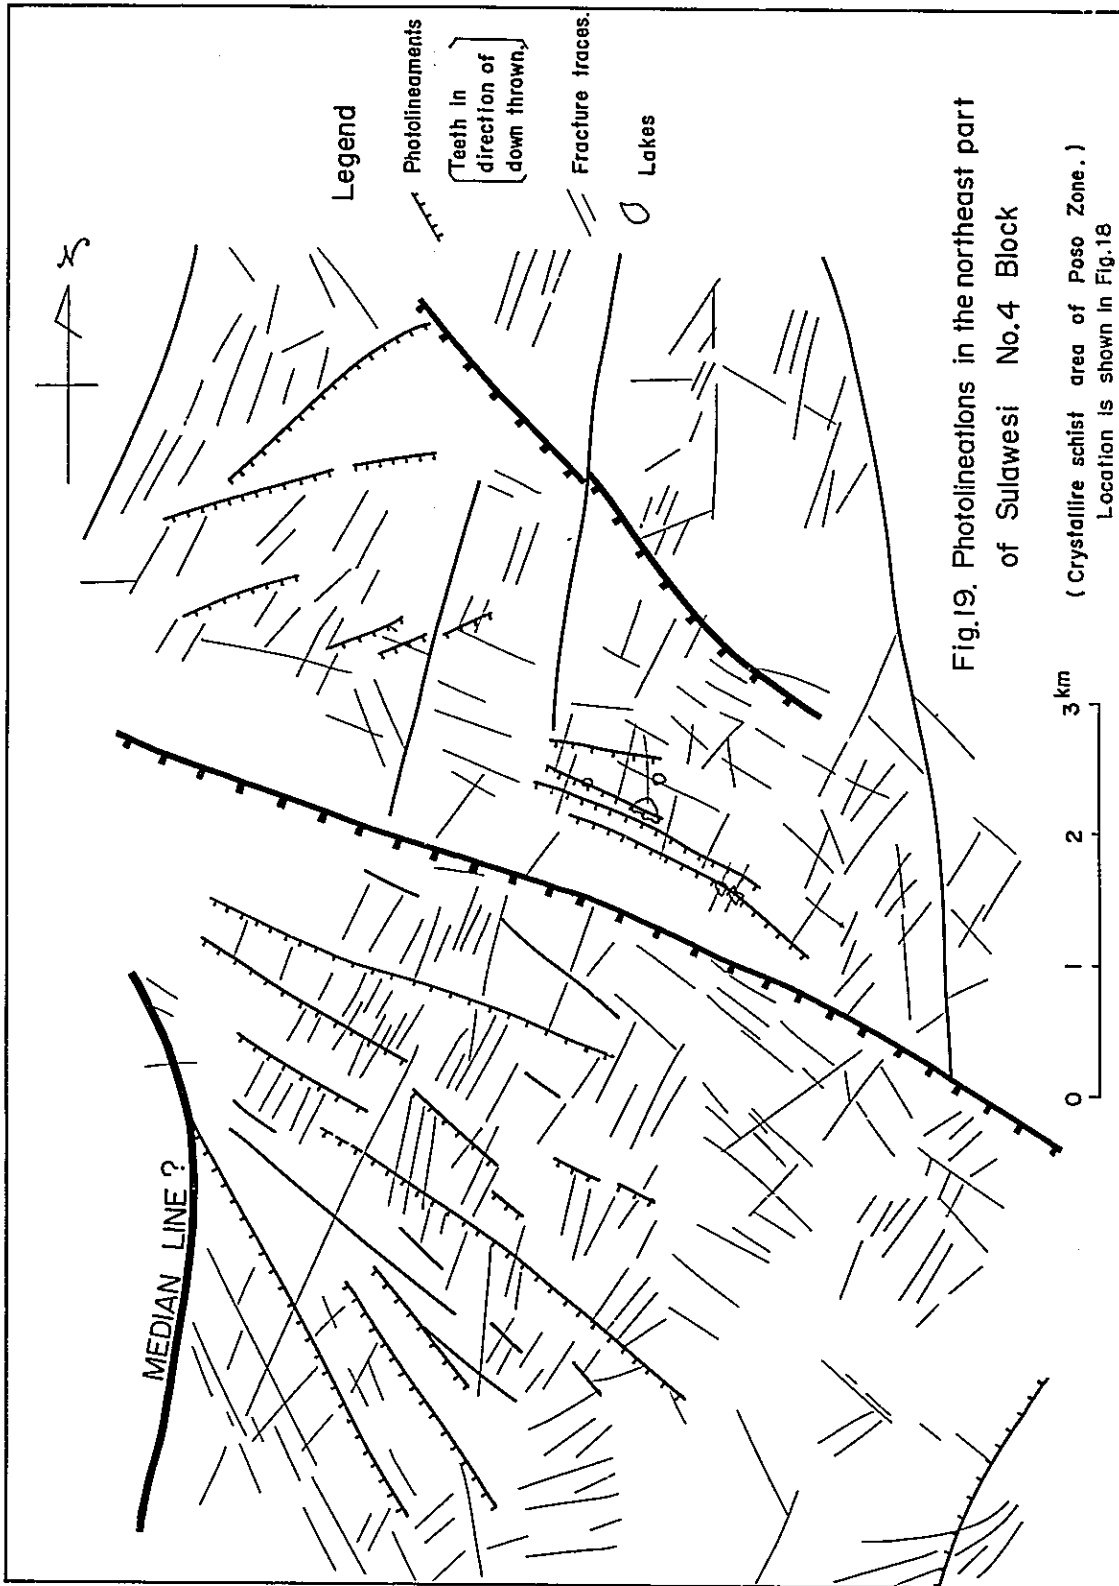 N
MEDIAN LINE?
Legend
Photolineaments
Teeth in
direction of
down thrown.
Fracture traces.
Lakes
0 1 2 3 km
Fig.19. Photolineations in the northeast part
of Sulawesi No.4 Block
(Crystallire schist area of Poso Zone.)
Location is shown in Fig.18